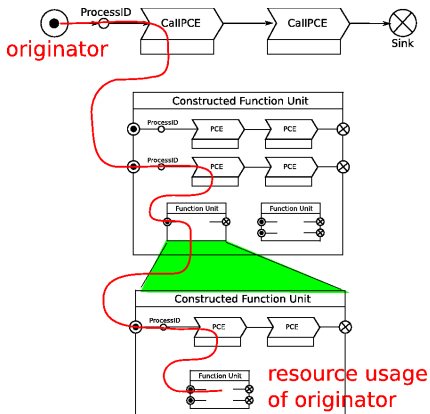 ProcessID
CallPCE
CallPCE
originator
Sink
Constructed Function Unit
ProcessID
PCE
PCE
ProcessID
PCE
PCE
Function Unit
Function Unit
Constructed Function Unit
ProcessID
PCE
PCE
Function Unit
resource usage
of originator